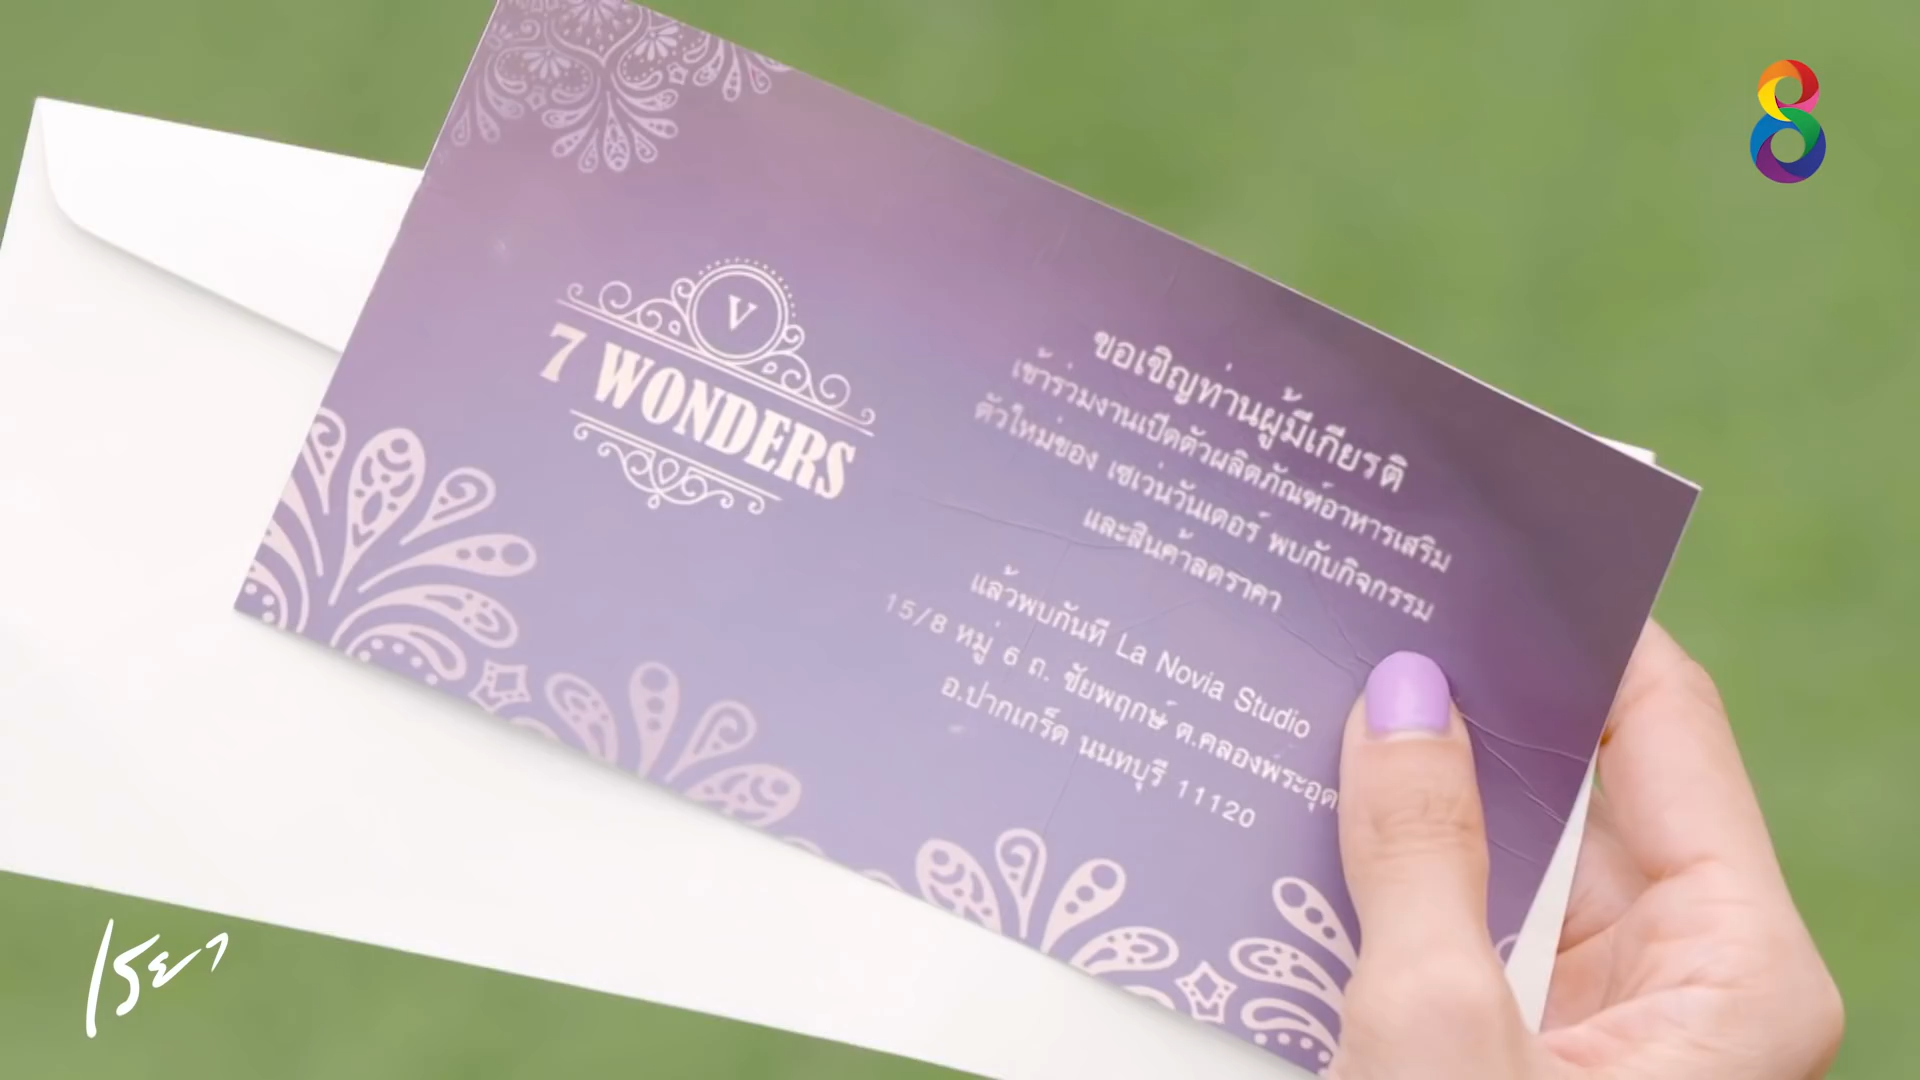 V
7 WONDERS
ขอเชิญท่านผู้มีเกียรติ
เข้าร่วมงานเปิดตัวผลิตภัณฑ์อาหารเสริม
ตัวใหม่ของ เซเว่นวันเดอร์ พบกับกิจกรรม
และสินค้าลดราคา
แล้วพบกันที่ La Novia Studio
15/8 หมู่ 6 ถ. ชัยพฤกษ์ ต.คลองพระอุด
อ.ปากเกร็ด นนทบุรี 11120
8
เริยา